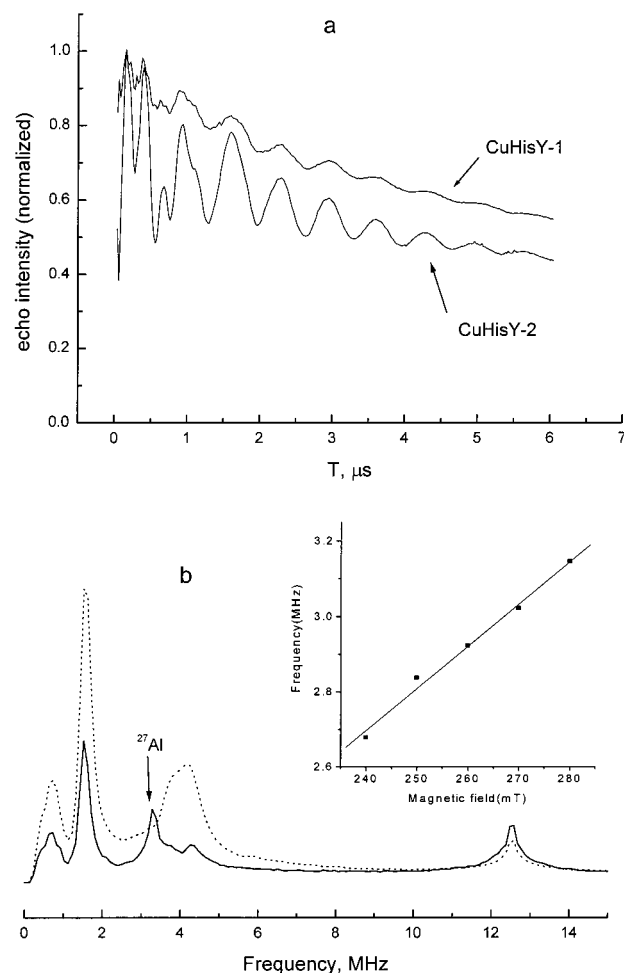 a
echo intensity (normalized)
1.0
0.8
0.6
0.4
0.2
0.0
CuHisY-1
CuHisY-2
0 1 2 3 4 5 6 7
T, μs
b
²⁷Al
Frequency(MHz)
3.2
3.0
2.8
2.6
240 250 260 270 280
Magnetic field(mT)
0 2 4 6 8 10 12 14
Frequency, MHz